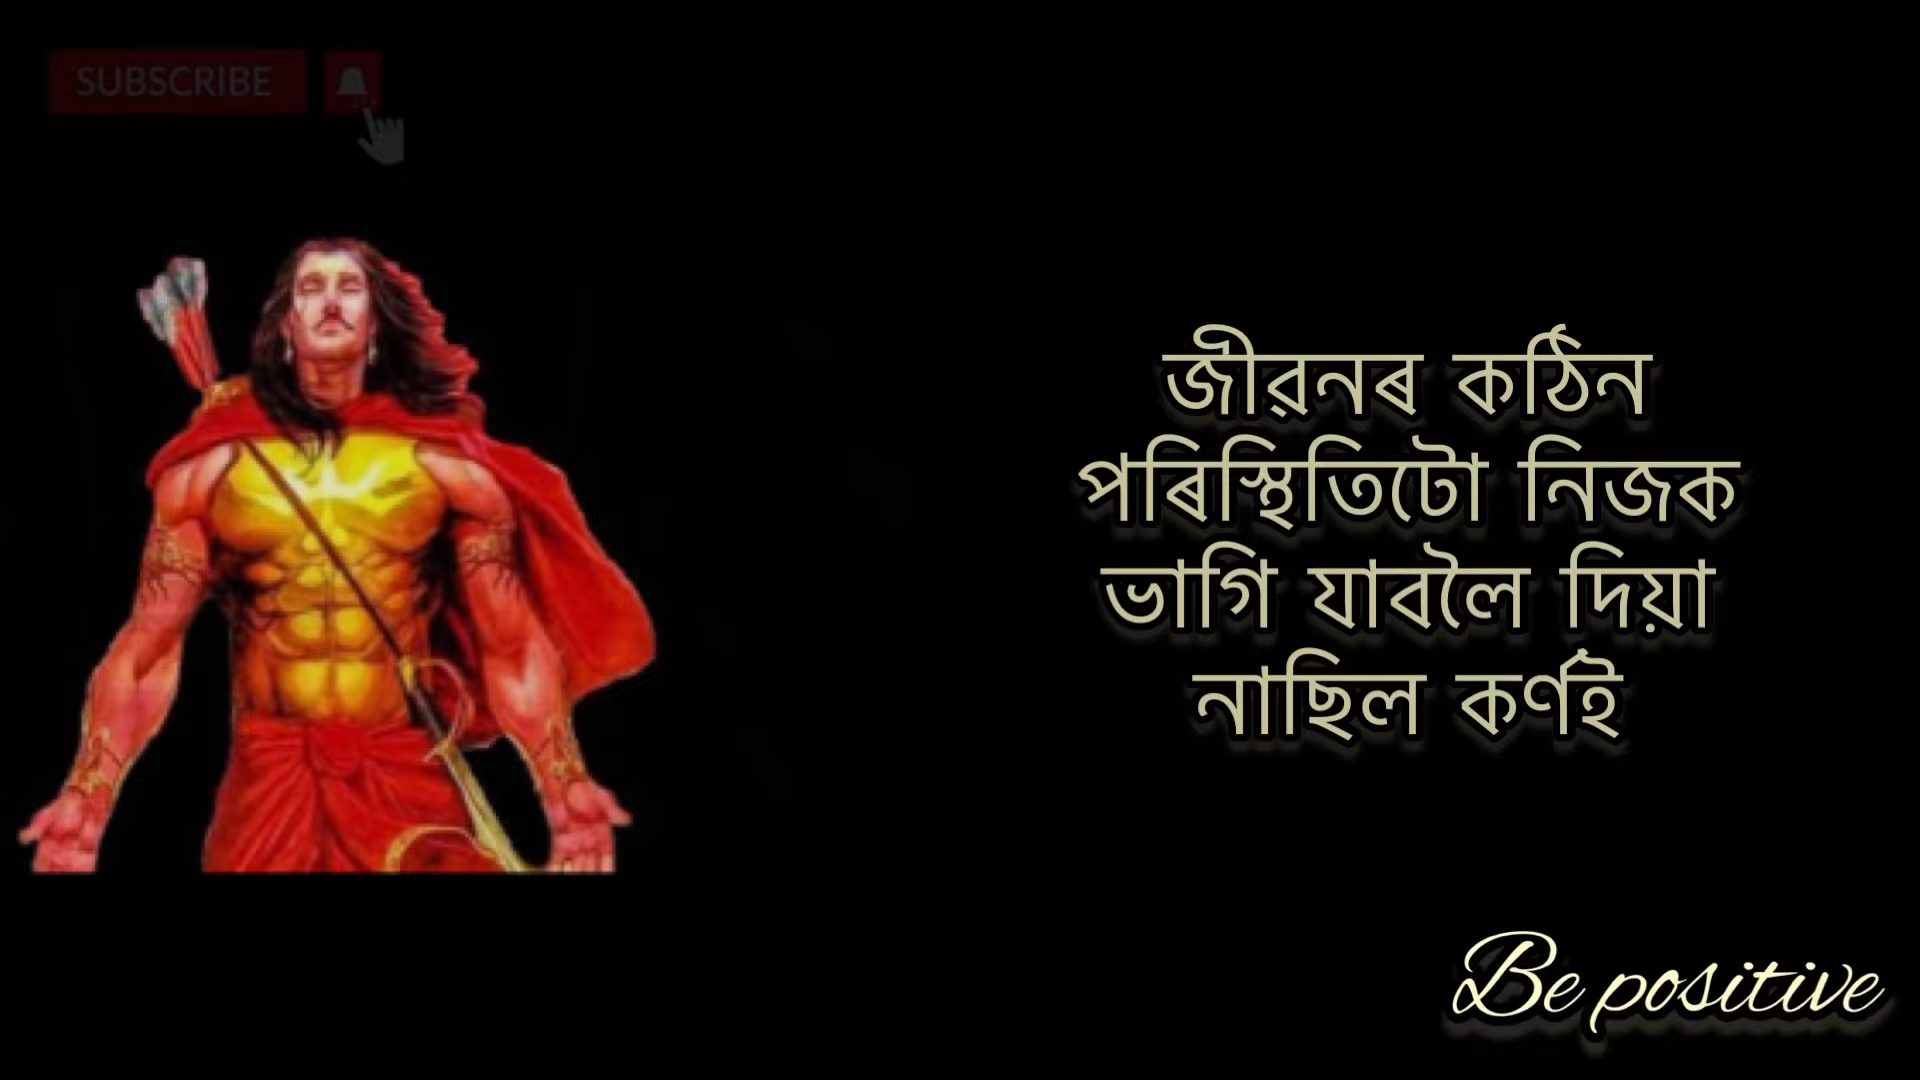 SUBSCRIBE
জীৱনৰ কঠিন
পৰিস্থিতিটো নিজক
ভাগি যাবলৈ দিয়া
নাছিল কৰ্ণই
Be positive